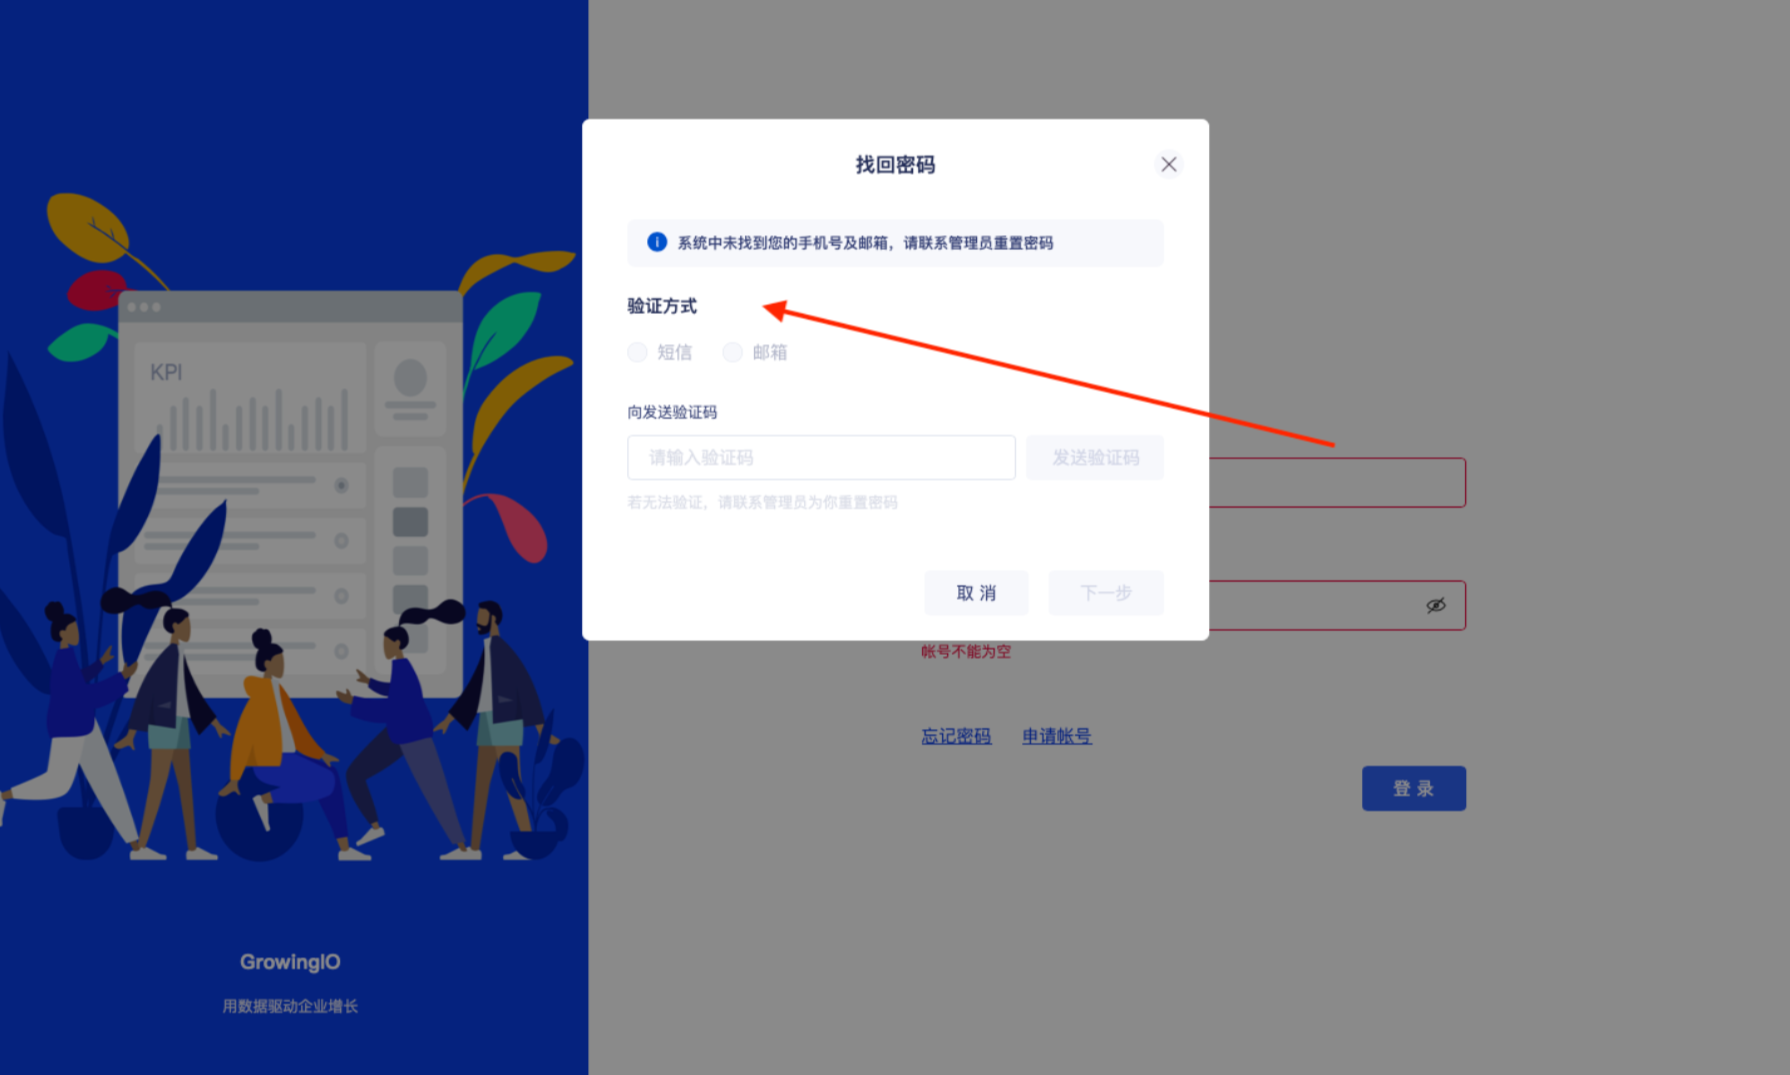 KPI
GrowingIO
用数据驱动企业增长
找回密码
系统中未找到您的手机号及邮箱，请联系管理员重置密码
验证方式
短信 邮箱
向发送验证码
请输入验证码 发送验证码
若无法验证，请联系管理员为你重置密码
取 消 下一步
帐号不能为空
忘记密码 申请帐号
登 录